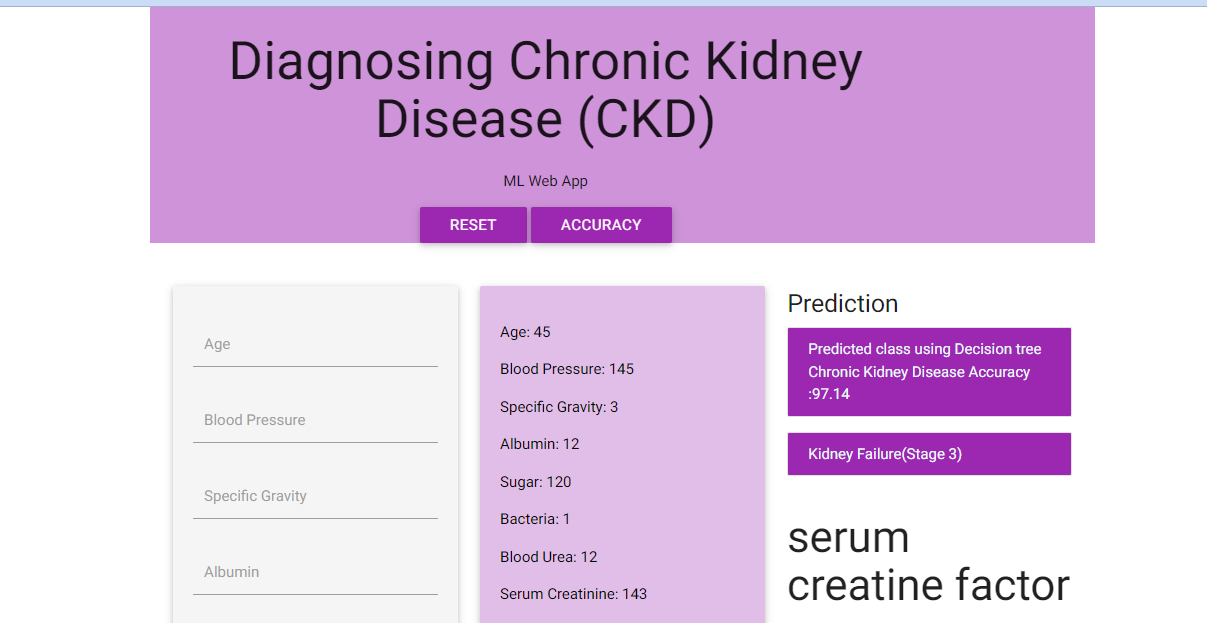 Diagnosing Chronic Kidney
Disease (CKD)
ML Web App
RESET
ACCURACY
Age
Blood Pressure
Specific Gravity
Albumin
Age: 45
Blood Pressure: 145
Specific Gravity: 3
Albumin: 12
Sugar: 120
Bacteria: 1
Blood Urea: 12
Serum Creatinine: 143
Prediction
Predicted class using Decision tree
Chronic Kidney Disease Accuracy
:97.14
Kidney Failure(Stage 3)
serum
creatine factor